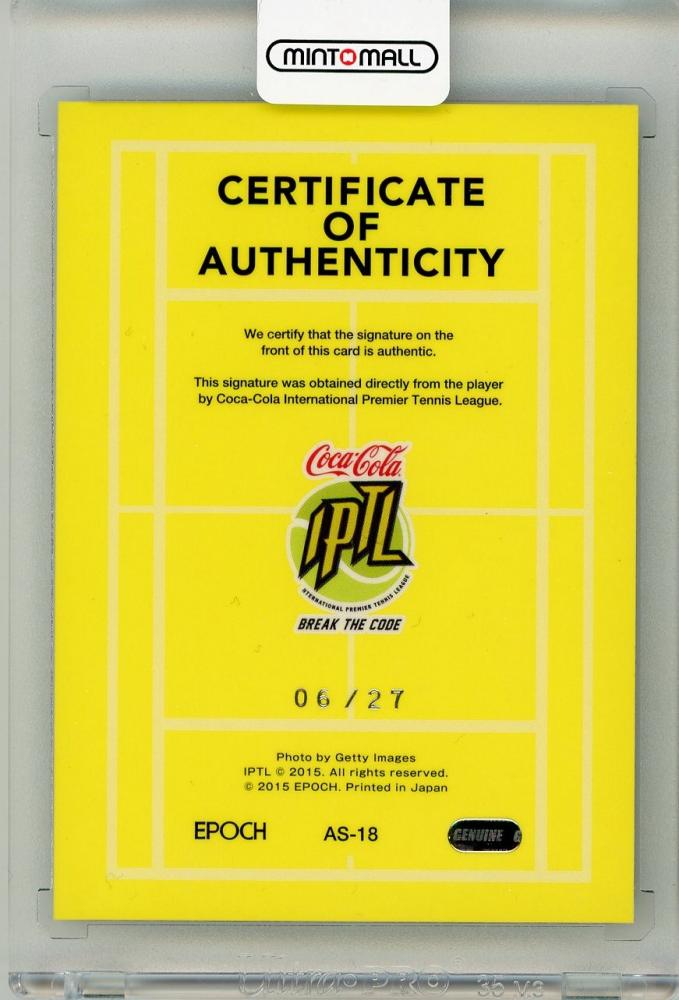 MINTOMALL
CERTIFICATE
OF
AUTHENTICITY
We certify that the signature on the
front of this card is authentic.
This signature was obtained directly from the player
by Coca-Cola International Premier Tennis League.
Coca-Cola
IPTL
INTERNATIONAL PREMIER TENNIS LEAGUE
BREAK THE CODE
06/27
Photo by Getty Images
IPTL © 2015. All rights reserved.
© 2015 EPOCH. Printed in Japan
EPOCH AS-18 GENUINE G
Ultra·PRO 35